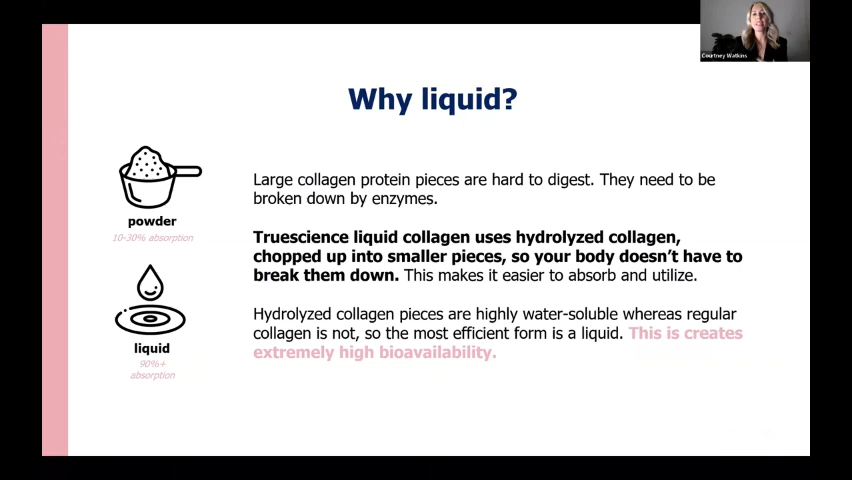 Courtney Watkins
Why liquid?
powder
10-30% absorption
liquid
90%+
absorption
Large collagen protein pieces are hard to digest. They need to be
broken down by enzymes.
Truescience liquid collagen uses hydrolyzed collagen,
chopped up into smaller pieces, so your body doesn't have to
break them down. This makes it easier to absorb and utilize.
Hydrolyzed collagen pieces are highly water-soluble whereas regular
collagen is not, so the most efficient form is a liquid. This is creates
extremely high bioavailability.